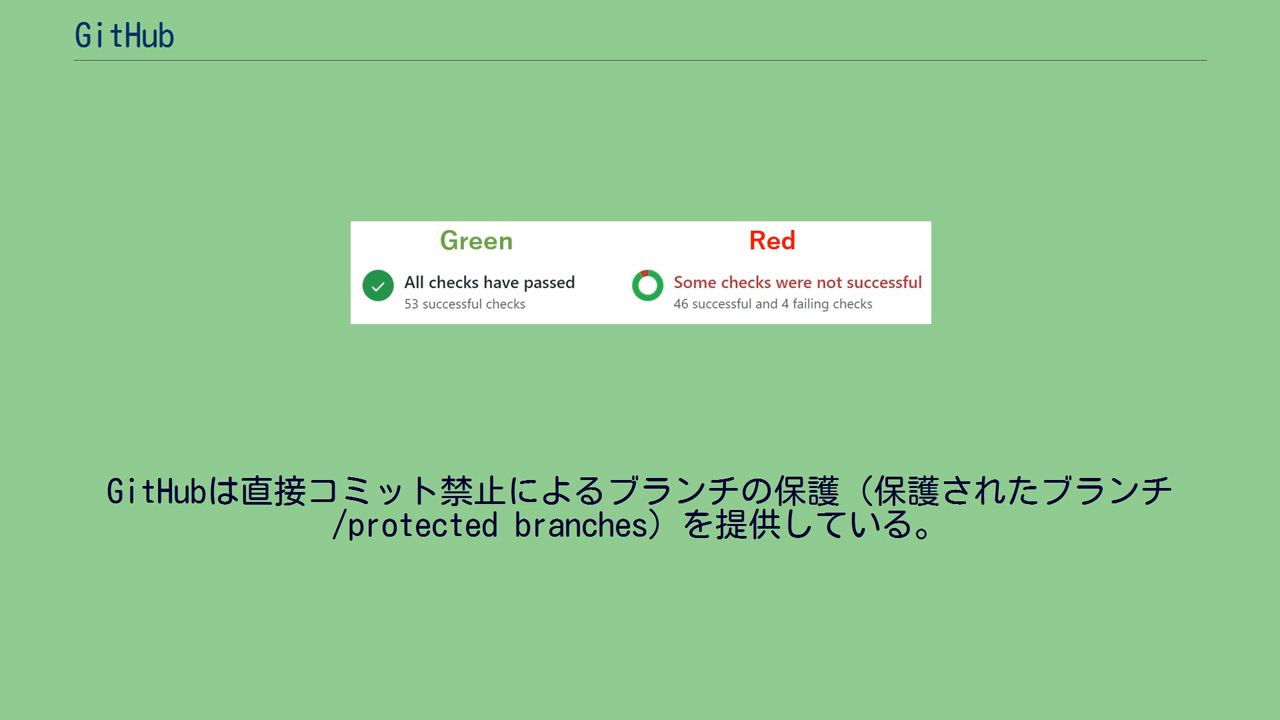 GitHub
Green
Red
All checks have passed
Some checks were not successful
53 successful checks
46 successful and 4 failing checks
GitHubは直接コミット禁止によるブランチの保護（保護されたブランチ
/protected branches）を提供している。